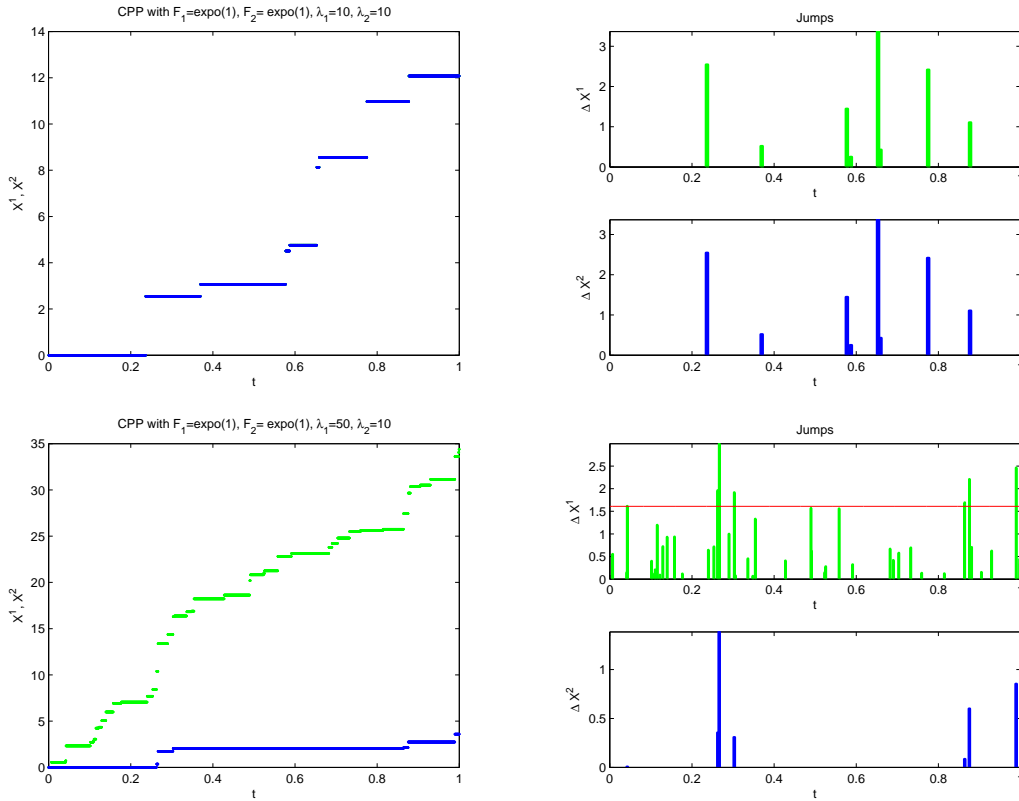 CPP with F₁=expo(1), F₂= expo(1), λ₁=10, λ₂=10
14
12
10
8
6
4
2
0
X¹, X²
0 0.2 0.4 0.6 0.8 1
t
Jumps
3
2
1
0
Δ X¹
0 0.2 0.4 0.6 0.8 1
t
3
2
1
0
Δ X²
0 0.2 0.4 0.6 0.8 1
t
CPP with F₁=expo(1), F₂= expo(1), λ₁=50, λ₂=10
35
30
25
20
15
10
5
0
X¹, X²
0 0.2 0.4 0.6 0.8 1
t
Jumps
2.5
2
1.5
1
0.5
0
Δ X¹
0 0.2 0.4 0.6 0.8 1
t
1
0.5
0
Δ X²
0 0.2 0.4 0.6 0.8 1
t